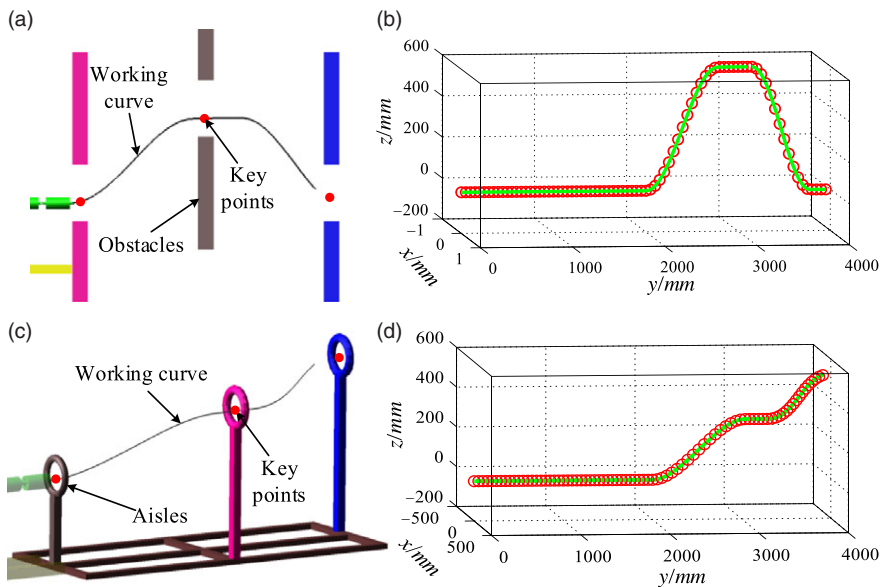 (a)
Working
curve
Key
points
Obstacles
(b)
600
400
200
0
−200
−1
0
1
z/mm
x/mm
0
1000
2000
3000
4000
y/mm
(c)
Working curve
Key
points
Aisles
(d)
600
400
200
0
−200
−500
0
500
z/mm
x/mm
0
1000
2000
3000
4000
y/mm